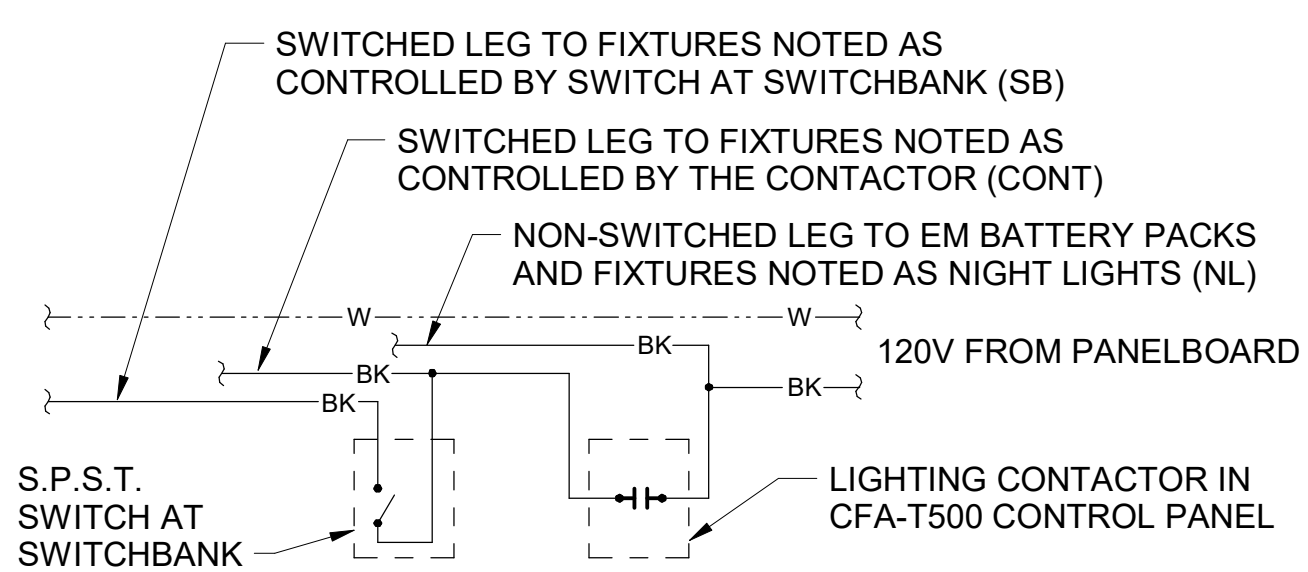 SWITCHED LEG TO FIXTURES NOTED AS
CONTROLLED BY SWITCH AT SWITCHBANK (SB)
SWITCHED LEG TO FIXTURES NOTED AS
CONTROLLED BY THE CONTACTOR (CONT)
NON-SWITCHED LEG TO EM BATTERY PACKS
AND FIXTURES NOTED AS NIGHT LIGHTS (NL)
W
W
BK
120V FROM PANELBOARD
BK
BK
BK
S.P.S.T.
SWITCH AT
SWITCHBANK
LIGHTING CONTACTOR IN
CFA-T500 CONTROL PANEL